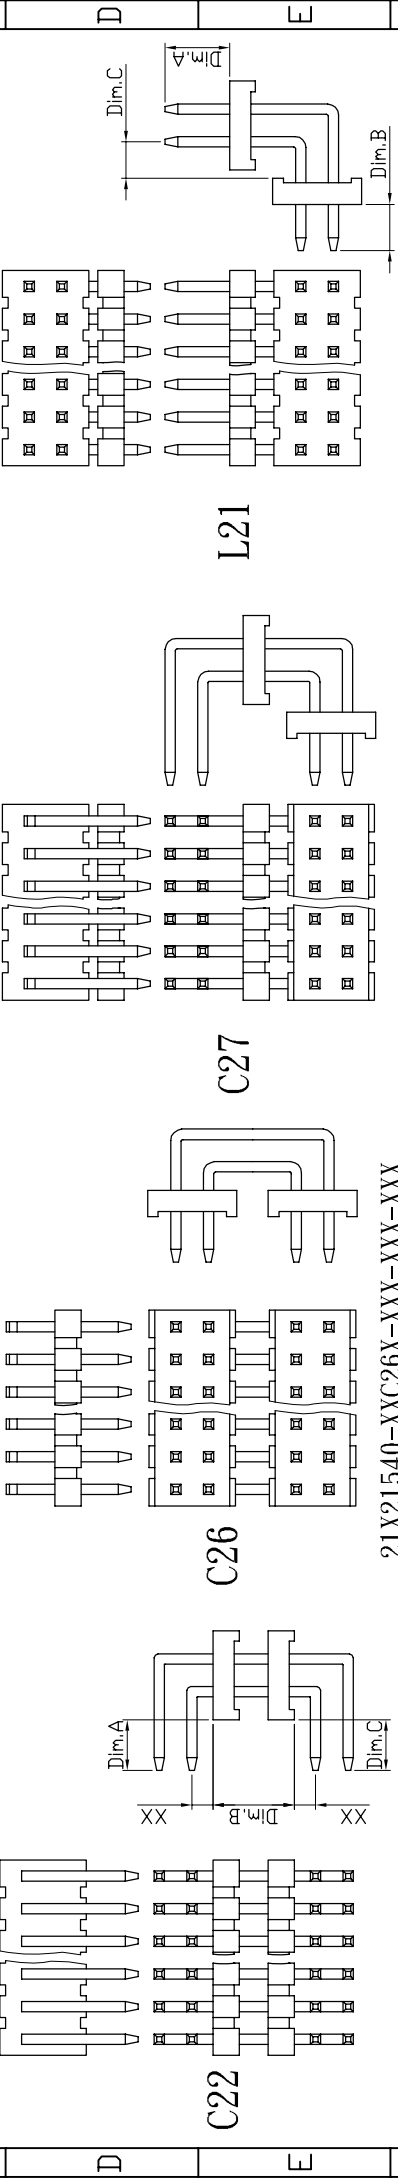 D
E
Dim.A
Dim.C
Dim.B
L21
C27
C26
21X21540-XXC26X-XXX-XXX-XXX
Dim.A
Dim.C
XX
Dim.B
XX
C22
D
E